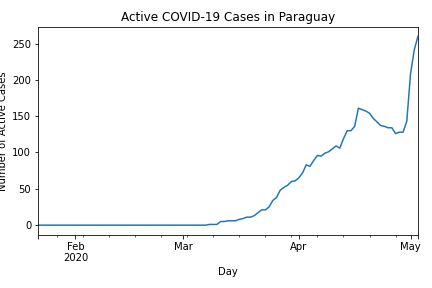 Active COVID-19 Cases in Paraguay
Number of Active Cases
250
200
150
100
50
0
Feb
2020
Mar
Apr
May
Day